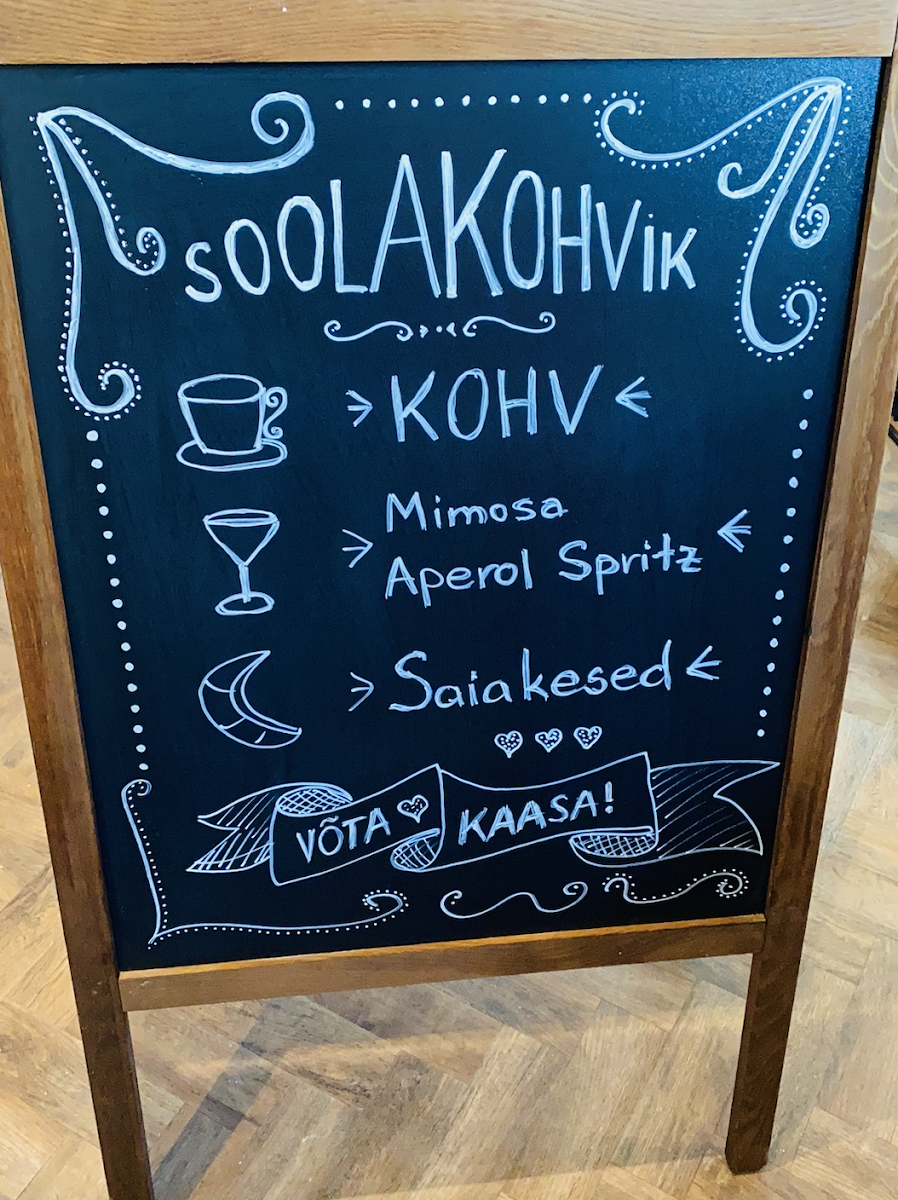 SOOLAKOHVIK
KOHV
Mimosa
Aperol Spritz
Saiakesed
VÕTA KAASA!